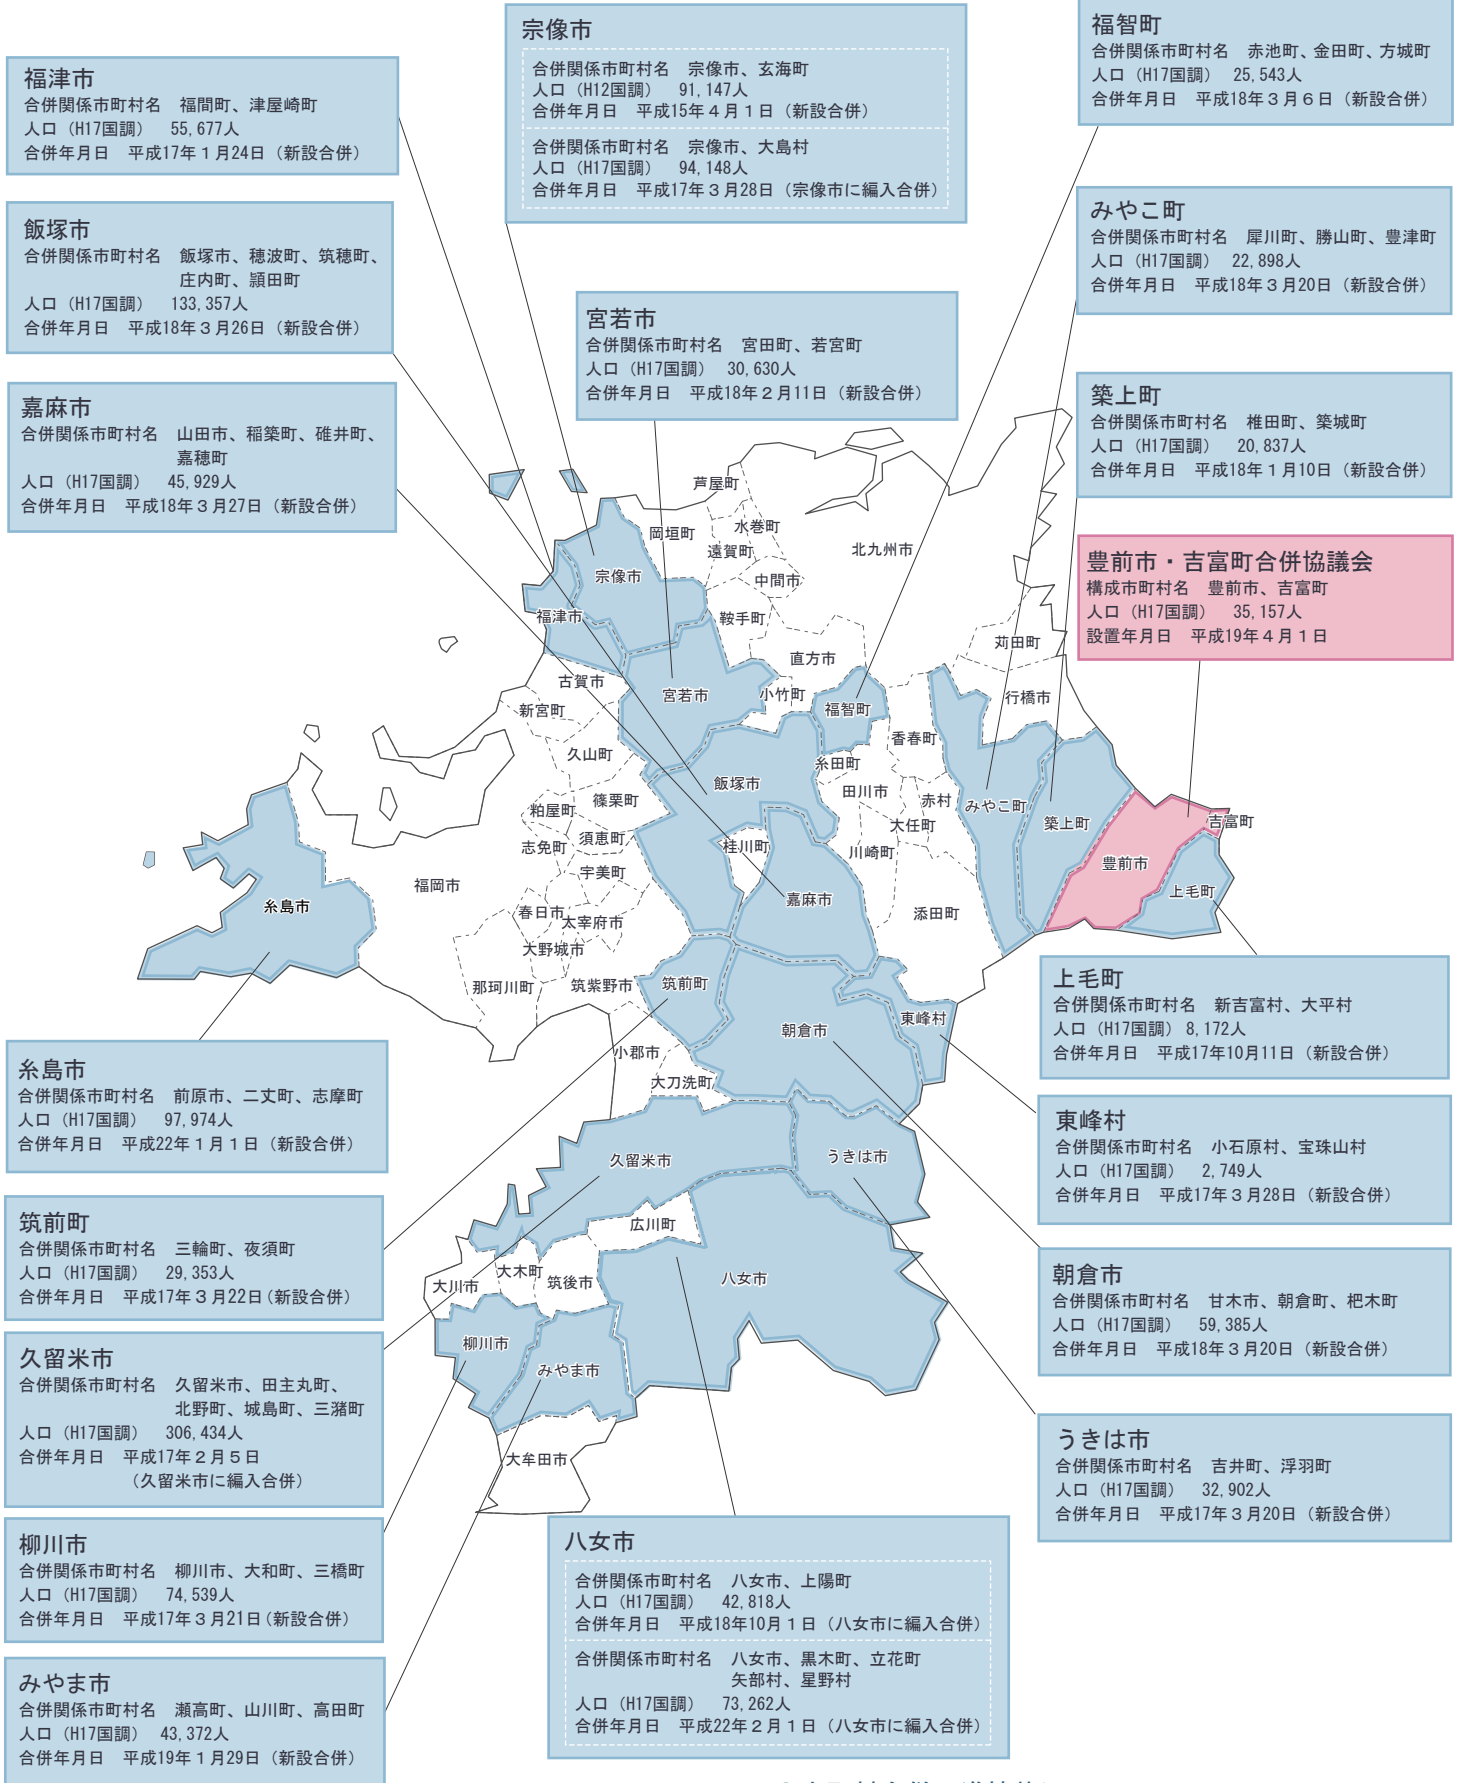 宗像市
合併関係市町村名　宗像市、玄海町
人口（H12国調）　91,147人
合併年月日　平成15年４月１日（新設合併）
合併関係市町村名　宗像市、大島村
人口（H17国調）　94,148人
合併年月日　平成17年３月28日（宗像市に編入合併）
福智町
合併関係市町村名　赤池町、金田町、方城町
人口（H17国調）　25,543人
合併年月日　平成18年３月６日（新設合併）
福津市
合併関係市町村名　福間町、津屋崎町
人口（H17国調）　55,677人
合併年月日　平成17年１月24日（新設合併）
みやこ町
合併関係市町村名　犀川町、勝山町、豊津町
人口（H17国調）　22,898人
合併年月日　平成18年３月20日（新設合併）
飯塚市
合併関係市町村名　飯塚市、穂波町、筑穂町、
庄内町、頴田町
人口（H17国調）　133,357人
合併年月日　平成18年３月26日（新設合併）
宮若市
合併関係市町村名　宮田町、若宮町
人口（H17国調）　30,630人
合併年月日　平成18年２月11日（新設合併）
嘉麻市
合併関係市町村名　山田市、稲築町、碓井町、
嘉穂町
人口（H17国調）　45,929人
合併年月日　平成18年３月27日（新設合併）
築上町
合併関係市町村名　椎田町、築城町
人口（H17国調）　20,837人
合併年月日　平成18年１月10日（新設合併）
豊前市・吉富町合併協議会
構成市町村名　豊前市、吉富町
人口（H17国調）　35,157人
設置年月日　平成19年４月１日
芦屋町
岡垣町
水巻町
遠賀町
北九州市
宗像市
中間市
福津市
鞍手町
苅田町
直方市
古賀市
宮若市
小竹町
行橋市
新宮町
福智町
香春町
久山町
糸田町
飯塚市
田川市
赤村
みやこ町
篠栗町
粕屋町
築上町
吉富町
大任町
須恵町
志免町
桂川町
川崎町
豊前市
宇美町
福岡市
上毛町
嘉麻市
糸島市
春日市
太宰府市
添田町
大野城市
那珂川町
筑紫野市
筑前町
東峰村
朝倉市
小郡市
大刀洗町
久留米市
うきは市
広川町
大木町
大川市
筑後市
八女市
柳川市
みやま市
大牟田市
上毛町
合併関係市町村名　新吉富村、大平村
人口（H17国調）8,172人
合併年月日　平成17年10月11日（新設合併）
糸島市
合併関係市町村名　前原市、二丈町、志摩町
人口（H17国調）　97,974人
合併年月日　平成22年１月１日（新設合併）
東峰村
合併関係市町村名　小石原村、宝珠山村
人口（H17国調）　2,749人
合併年月日　平成17年３月28日（新設合併）
筑前町
合併関係市町村名　三輪町、夜須町
人口（H17国調）　29,353人
合併年月日　平成17年３月22日（新設合併）
朝倉市
合併関係市町村名　甘木市、朝倉町、杷木町
人口（H17国調）　59,385人
合併年月日　平成18年３月20日（新設合併）
久留米市
合併関係市町村名　久留米市、田主丸町、
北野町、城島町、三潴町
人口（H17国調）　306,434人
合併年月日　平成17年２月５日
（久留米市に編入合併）
うきは市
合併関係市町村名　吉井町、浮羽町
人口（H17国調）　32,902人
合併年月日　平成17年３月20日（新設合併）
柳川市
合併関係市町村名　柳川市、大和町、三橋町
人口（H17国調）　74,539人
合併年月日　平成17年３月21日（新設合併）
八女市
合併関係市町村名　八女市、上陽町
人口（H17国調）　42,818人
合併年月日　平成18年10月１日（八女市に編入合併）
合併関係市町村名　八女市、黒木町、立花町
矢部村、星野村
人口（H17国調）　73,262人
合併年月日　平成22年２月１日（八女市に編入合併）
みやま市
合併関係市町村名　瀬高町、山川町、高田町
人口（H17国調）　43,372人
合併年月日　平成19年１月29日（新設合併）